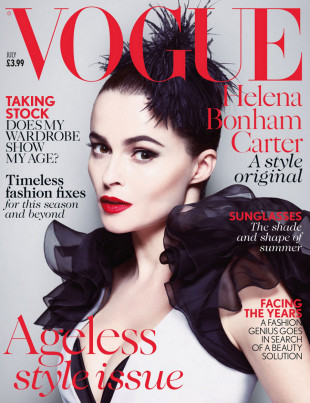 VOGUE
JULY
£3.99
Helena
Bonham
Carter
A style
original
TAKING
STOCK
DOES MY
WARDROBE
SHOW
MY AGE?
Timeless
fashion fixes
for this season
and beyond
SUNGLASSES
The shade
and shape of
summer
FACING
THE YEARS
A FASHION
GENIUS GOES
IN SEARCH
OF A BEAUTY
SOLUTION
Ageless
style issue